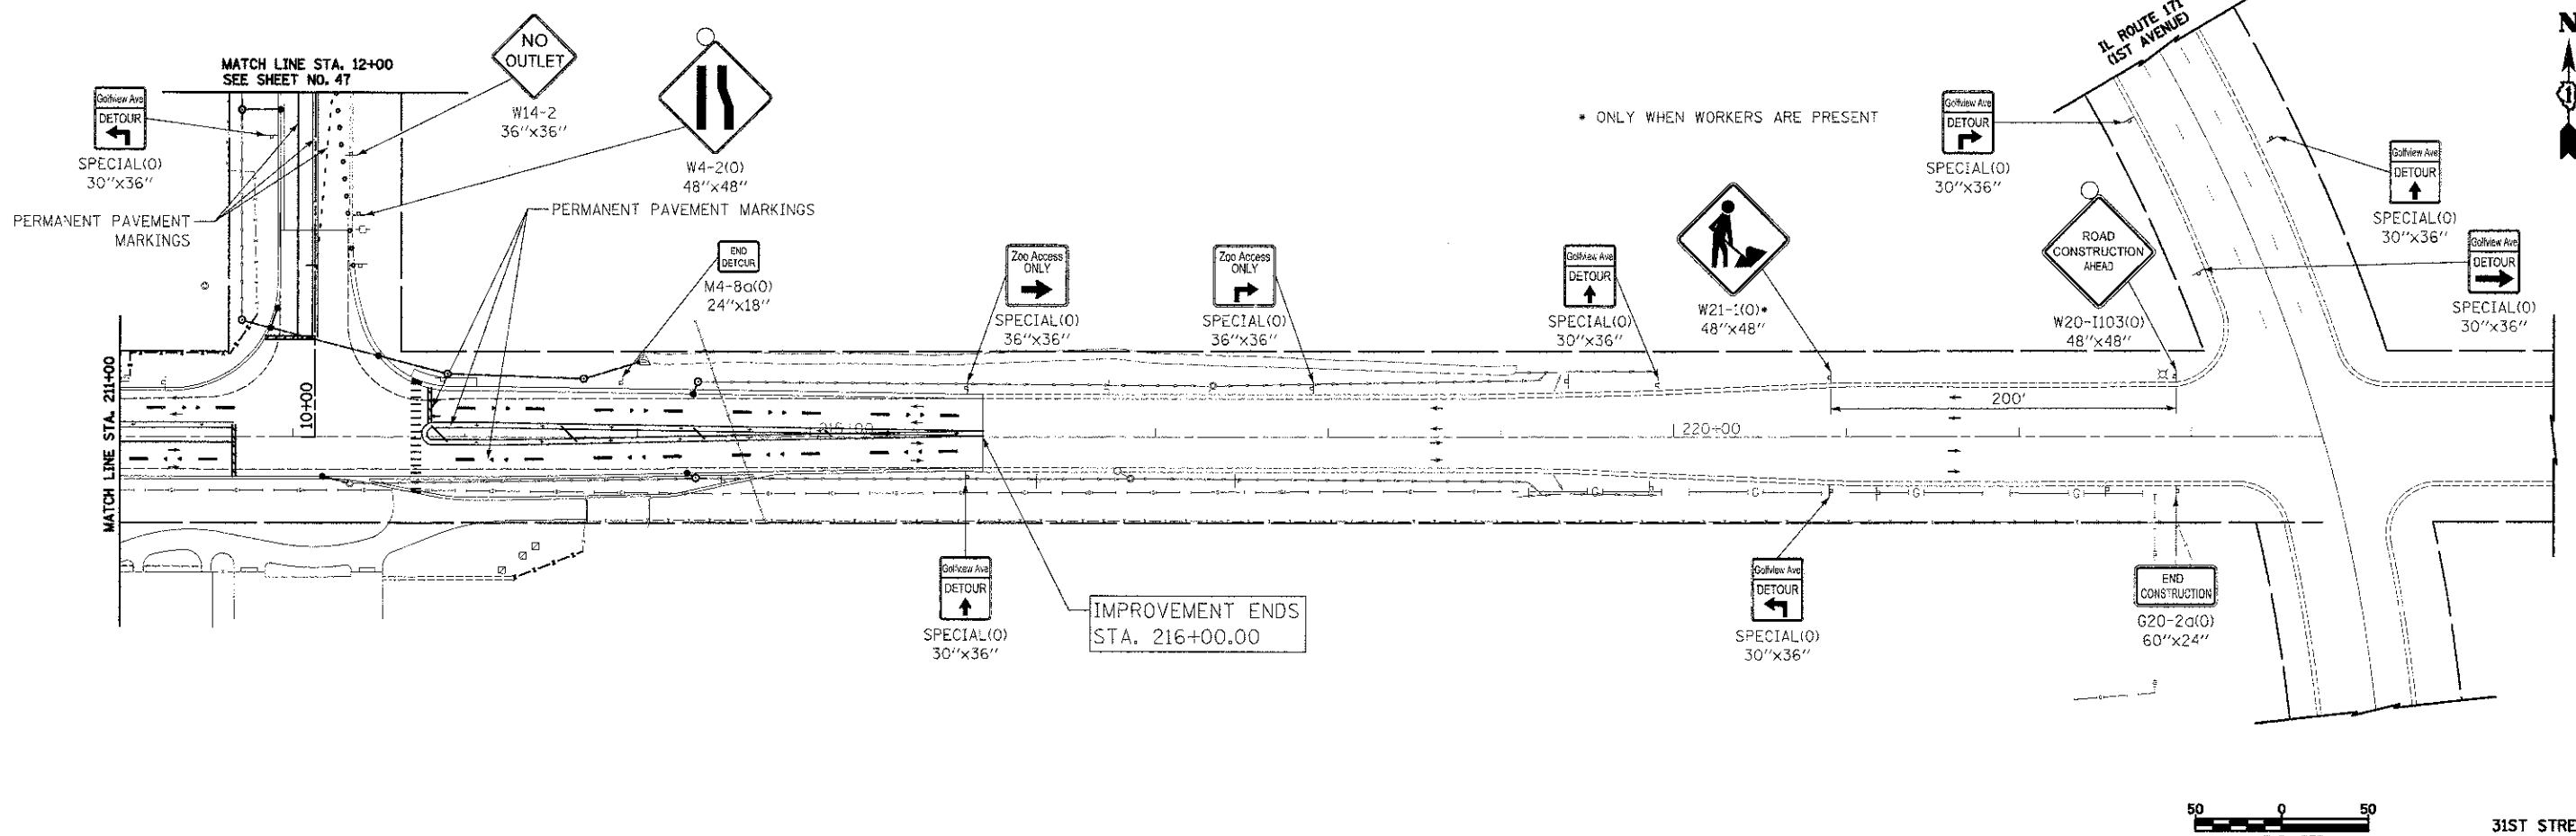 MATCH LINE STA. 12+00
SEE SHEET NO. 47
Golfview Ave
DETOUR
SPECIAL(O)
30"x36"
PERMANENT PAVEMENT
MARKINGS
NO
OUTLET
W14-2
36"x36"
W4-2(O)
48"x48"
PERMANENT PAVEMENT MARKINGS
END
DETOUR
M4-8a(O)
24"x18"
Zoo Access
ONLY
SPECIAL(O)
36"x36"
Zoo Access
ONLY
SPECIAL(O)
36"x36"
Golfview Ave
DETOUR
SPECIAL(O)
30"x36"
* ONLY WHEN WORKERS ARE PRESENT
W21-1(O)*
48"x48"
Golfview Ave
DETOUR
SPECIAL(O)
30"x36"
ROAD
CONSTRUCTION
AHEAD
W20-I103(O)
48"x48"
IL ROUTE 171
(1ST AVENUE)
N
Golfview Ave
DETOUR
SPECIAL(O)
30"x36"
Golfview Ave
DETOUR
SPECIAL(O)
30"x36"
MATCH LINE STA. 211+00
10+00
220+00
200'
G
G
G
G
Golfview Ave
DETOUR
SPECIAL(O)
30"x36"
IMPROVEMENT ENDS
STA. 216+00.00
Golfview Ave
DETOUR
SPECIAL(O)
30"x36"
END
CONSTRUCTION
G20-2a(O)
60"x24"
50 0 50
31ST STRE